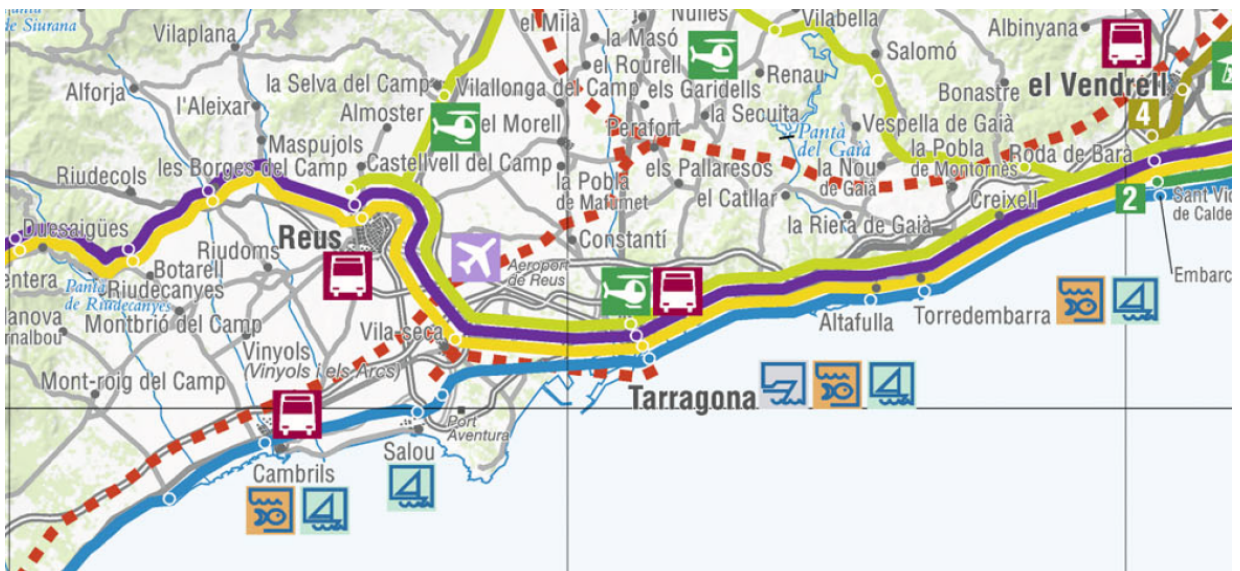 de Siurana
Vilaplana
el Milà
Nulles
Vilabella
la Masó
Albinyana
Salomó
el Rourell
Renau
la Selva del Camp
Vilallonga del Camp
els Garidells
Bonastre
el Vendrell
Alforja
l'Aleixar
Almoster
el Morell
Perafort
la Secuita
Pantà
del Gaià
Vespella de Gaià
4
Maspujols
Castellvell del Camp
les Borges del Camp
Riudecols
els Pallaresos
la Nou
de Gaià
la Pobla
de Montornès
Roda de Barà
la Pobla
de Mafumet
el Catllar
la Riera de Gaià
Creixell
2
Sant Vic
de Calde
Duesaigües
Reus
Riudoms
Constantí
Aeroport
de Reus
Botarell
Riudecanyes
Pantà
de Riudecanyes
Embarc
entera
Montbrió del Camp
Vila-seca
Altafulla
Torredembarra
Vinyols
(Vinyols i els Arcs)
anova
rnalbou
Mont-roig del Camp
Tarragona
Port
Aventura
Cambrils
Salou